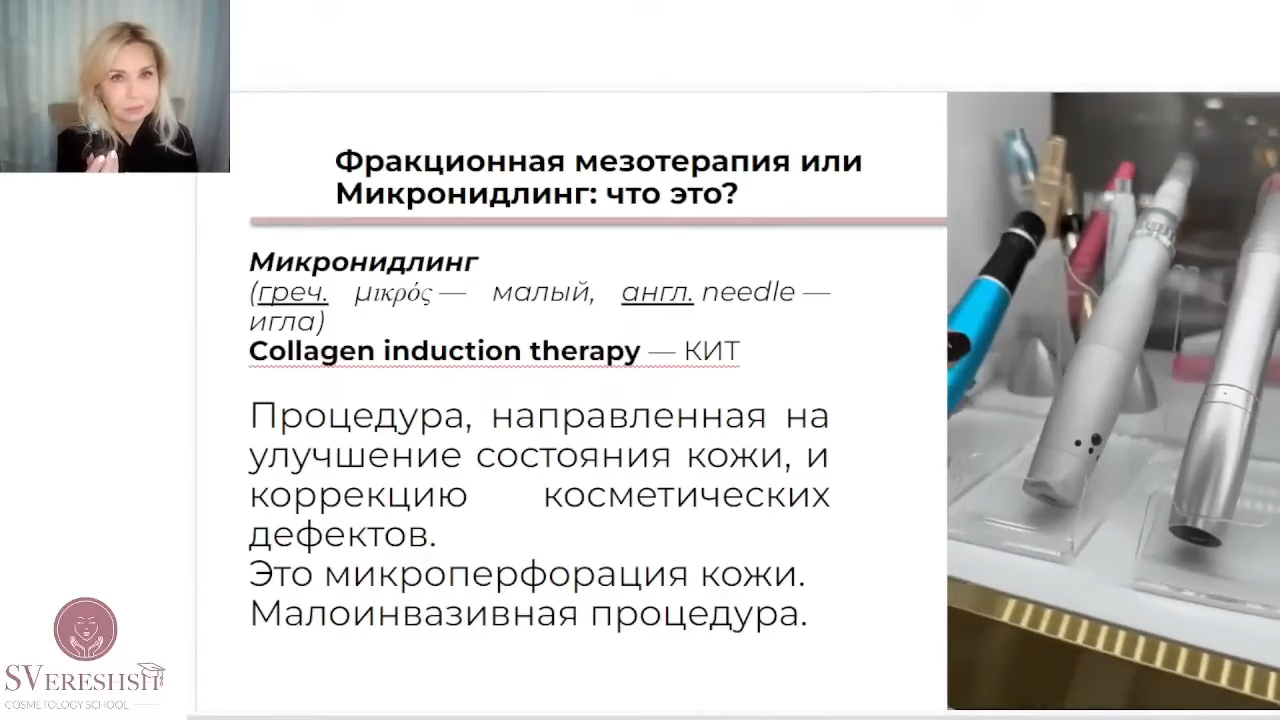 Фракционная мезотерапия или
Микронидлинг: что это?
Микронидлинг
(греч. μικρός — малый, англ. needle —
игла)
Collagen induction therapy — КИТ
Процедура, направленная на
улучшение состояния кожи, и
коррекцию косметических
дефектов.
Это микроперфорация кожи.
Малоинвазивная процедура.
SVERESHSH
COSMETOLOGY SCHOOL